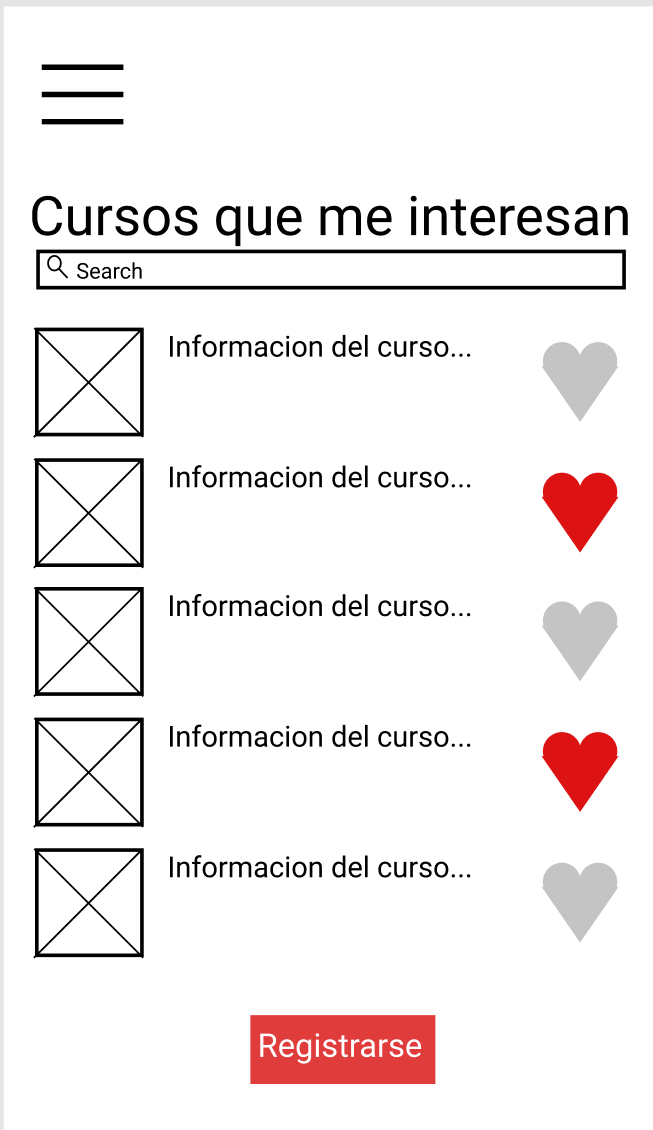 Cursos que me interesan
Search
Informacion del curso...
Informacion del curso...
Informacion del curso...
Informacion del curso...
Informacion del curso...
Registrarse